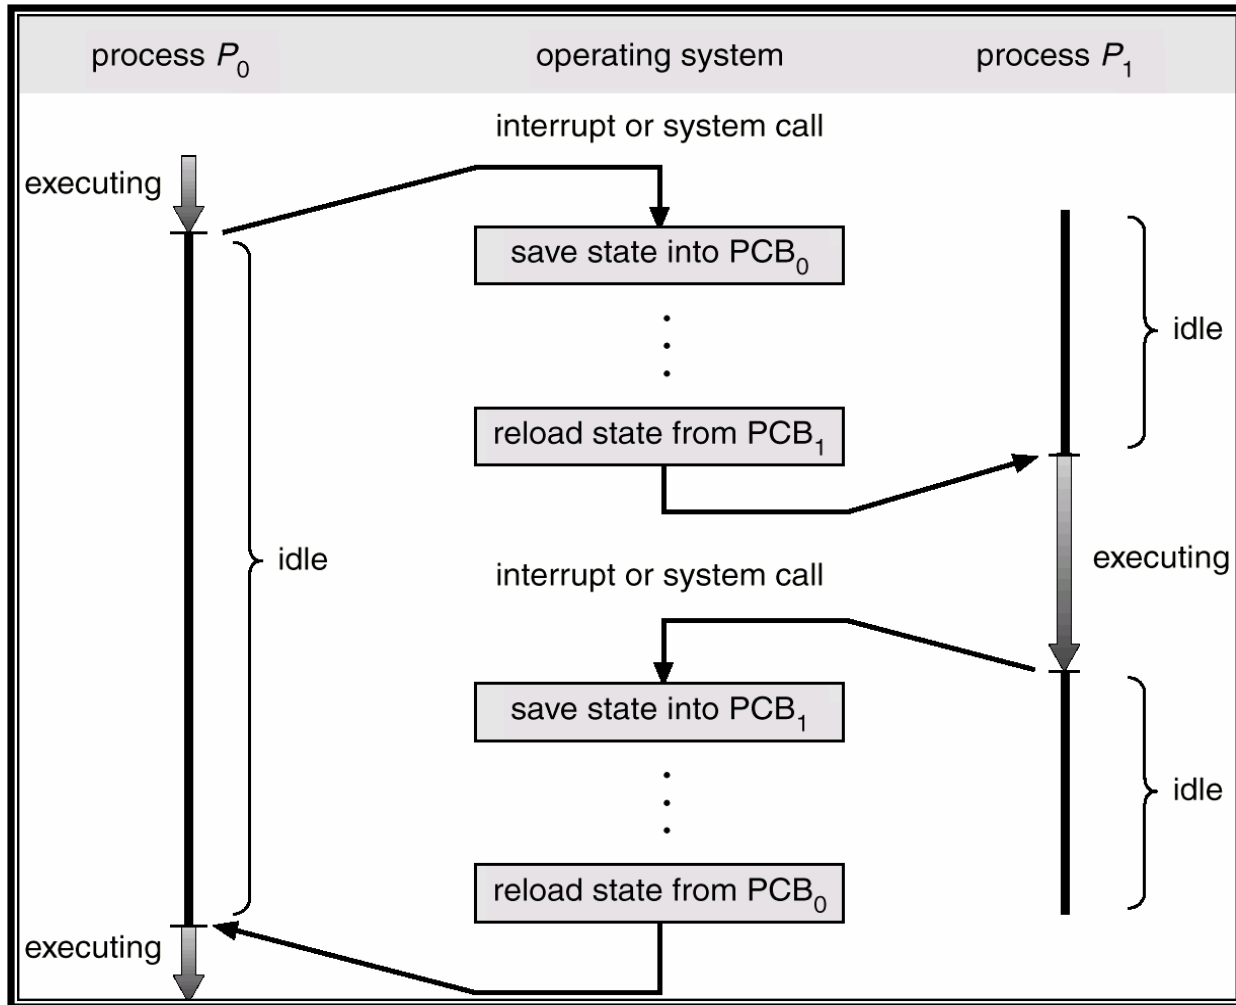 process P0
operating system
process P1
interrupt or system call
executing
save state into PCB0
idle
reload state from PCB1
idle
executing
interrupt or system call
save state into PCB1
idle
reload state from PCB0
executing